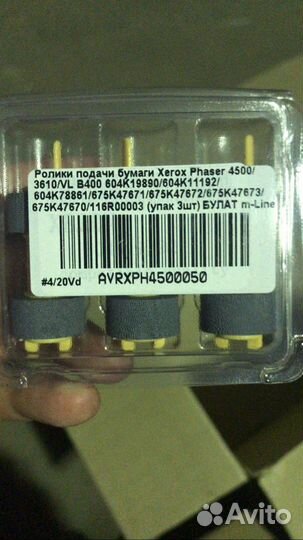 Ролики подачи бумаги Xerox Phaser 4500/
3610/VL B400 604K19890/604K11192/
604K78861/675K47671/675K47672/675K47673/
675K47670/116R00003 (упак 3шт) БУЛАТ m-Line
#4/20Vd
AVRXPH4500050
Avito